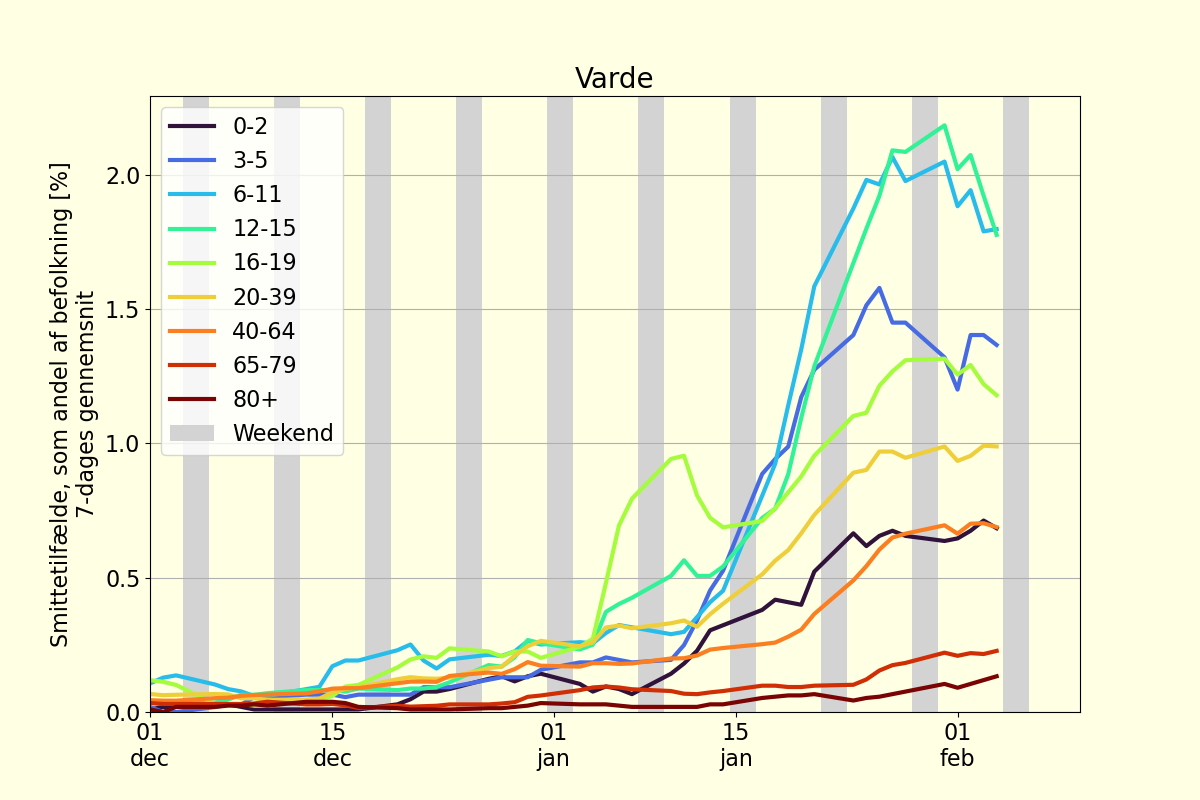 Varde
Smittetilfælde, som andel af befolkning [%]
7-dages gennemsnit
2.0
1.5
1.0
0.5
0.0
0-2
3-5
6-11
12-15
16-19
20-39
40-64
65-79
80+
Weekend
01 15 01 15 01
dec dec jan jan feb